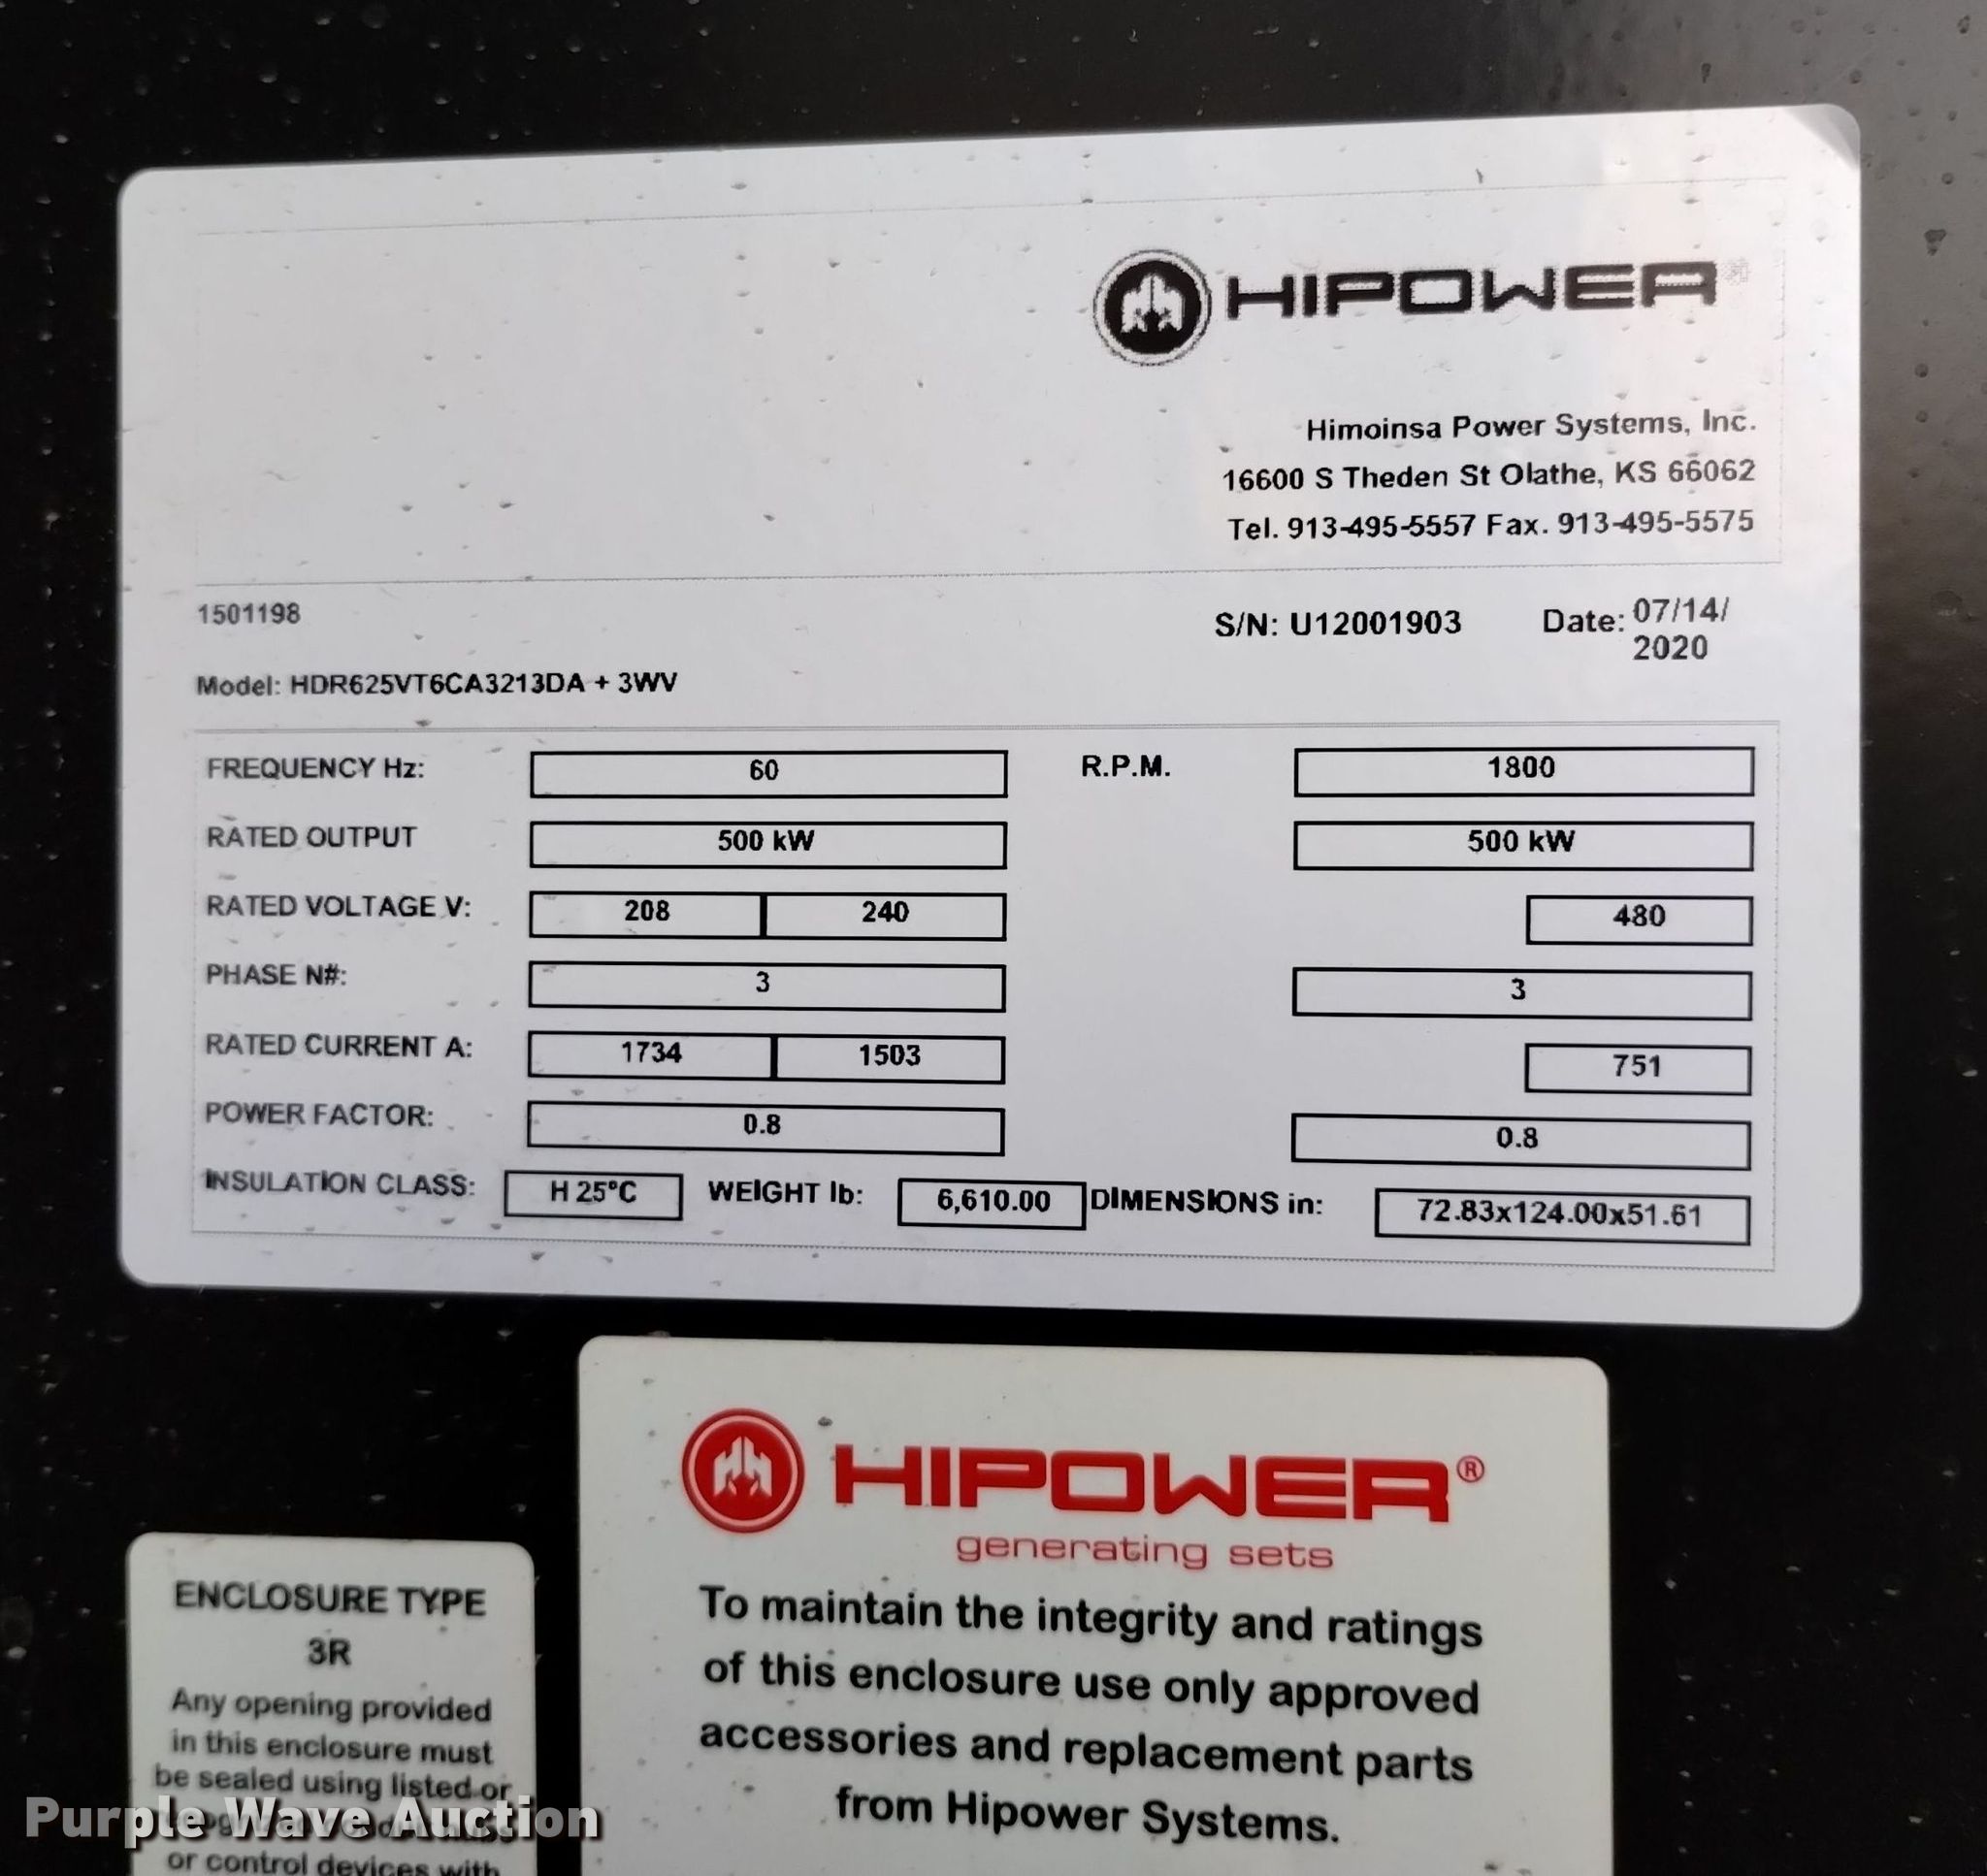 HIPOWER
Himoinsa Power Systems, Inc.
16600 S Theden St Olathe, KS 66062
Tel. 913-495-5557 Fax. 913-495-5575
1501198
S/N: U12001903 Date: 07/14/
2020
Model: HDR625VT6CA3213DA + 3WV
FREQUENCY Hz: 60 R.P.M. 1800
RATED OUTPUT 500 kW 500 kW
RATED VOLTAGE V: 208 240 480
PHASE N#: 3 3
RATED CURRENT A: 1734 1503 751
POWER FACTOR: 0.8 0.8
INSULATION CLASS: H 25°C WEIGHT lb: 6,610.00 DIMENSIONS in: 72.83x124.00x51.61
HIPOWER®
generating sets
To maintain the integrity and ratings
of this enclosure use only approved
accessories and replacement parts
from Hipower Systems.
ENCLOSURE TYPE
3R
Any opening provided
in this enclosure must
be sealed using listed or
or control devices with
Purple Wave Auction